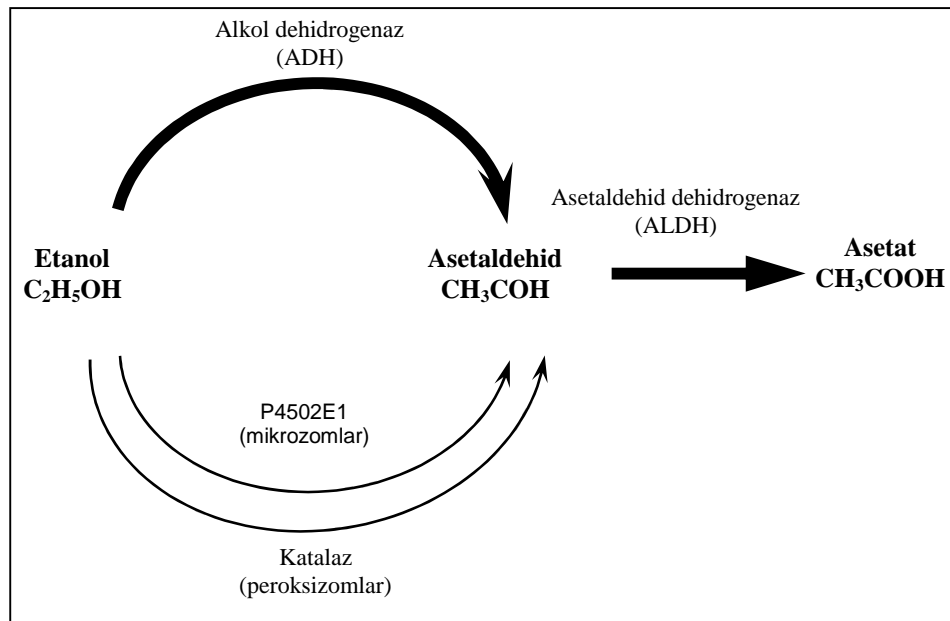 Alkol dehidrogenaz
(ADH)
Asetaldehid dehidrogenaz
(ALDH)
Etanol
C₂H₅OH
Asetaldehid
CH₃COH
Asetat
CH₃COOH
P4502E1
(mikrozomlar)
Katalaz
(peroksizomlar)